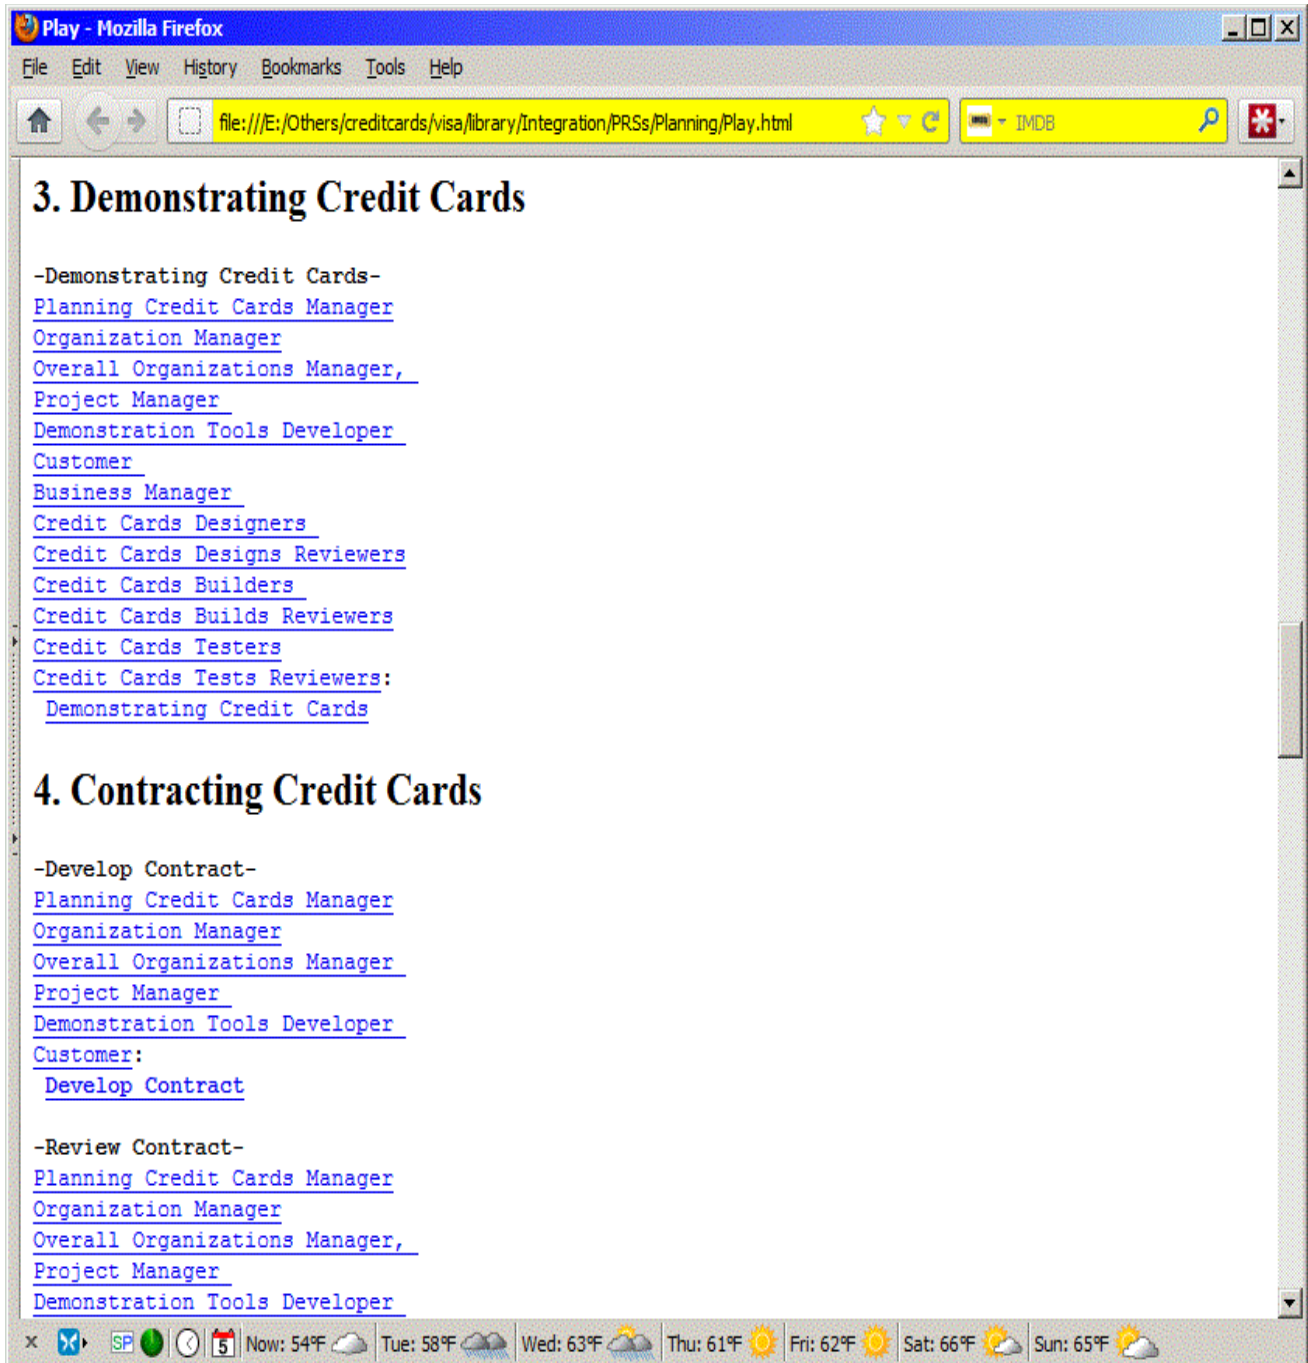 Play - Mozilla Firefox
File Edit View History Bookmarks Tools Help
file:///E:/Others/creditcards/visa/library/Integration/PRSs/Planning/Play.html IMDB
3. Demonstrating Credit Cards
-Demonstrating Credit Cards-
Planning Credit Cards Manager
Organization Manager
Overall Organizations Manager,
Project Manager
Demonstration Tools Developer
Customer
Business Manager
Credit Cards Designers
Credit Cards Designs Reviewers
Credit Cards Builders
Credit Cards Builds Reviewers
Credit Cards Testers
Credit Cards Tests Reviewers:
Demonstrating Credit Cards
4. Contracting Credit Cards
-Develop Contract-
Planning Credit Cards Manager
Organization Manager
Overall Organizations Manager
Project Manager
Demonstration Tools Developer
Customer:
Develop Contract
-Review Contract-
Planning Credit Cards Manager
Organization Manager
Overall Organizations Manager,
Project Manager
Demonstration Tools Developer
SP 5 Now: 54°F Tue: 58°F Wed: 63°F Thu: 61°F Fri: 62°F Sat: 66°F Sun: 65°F